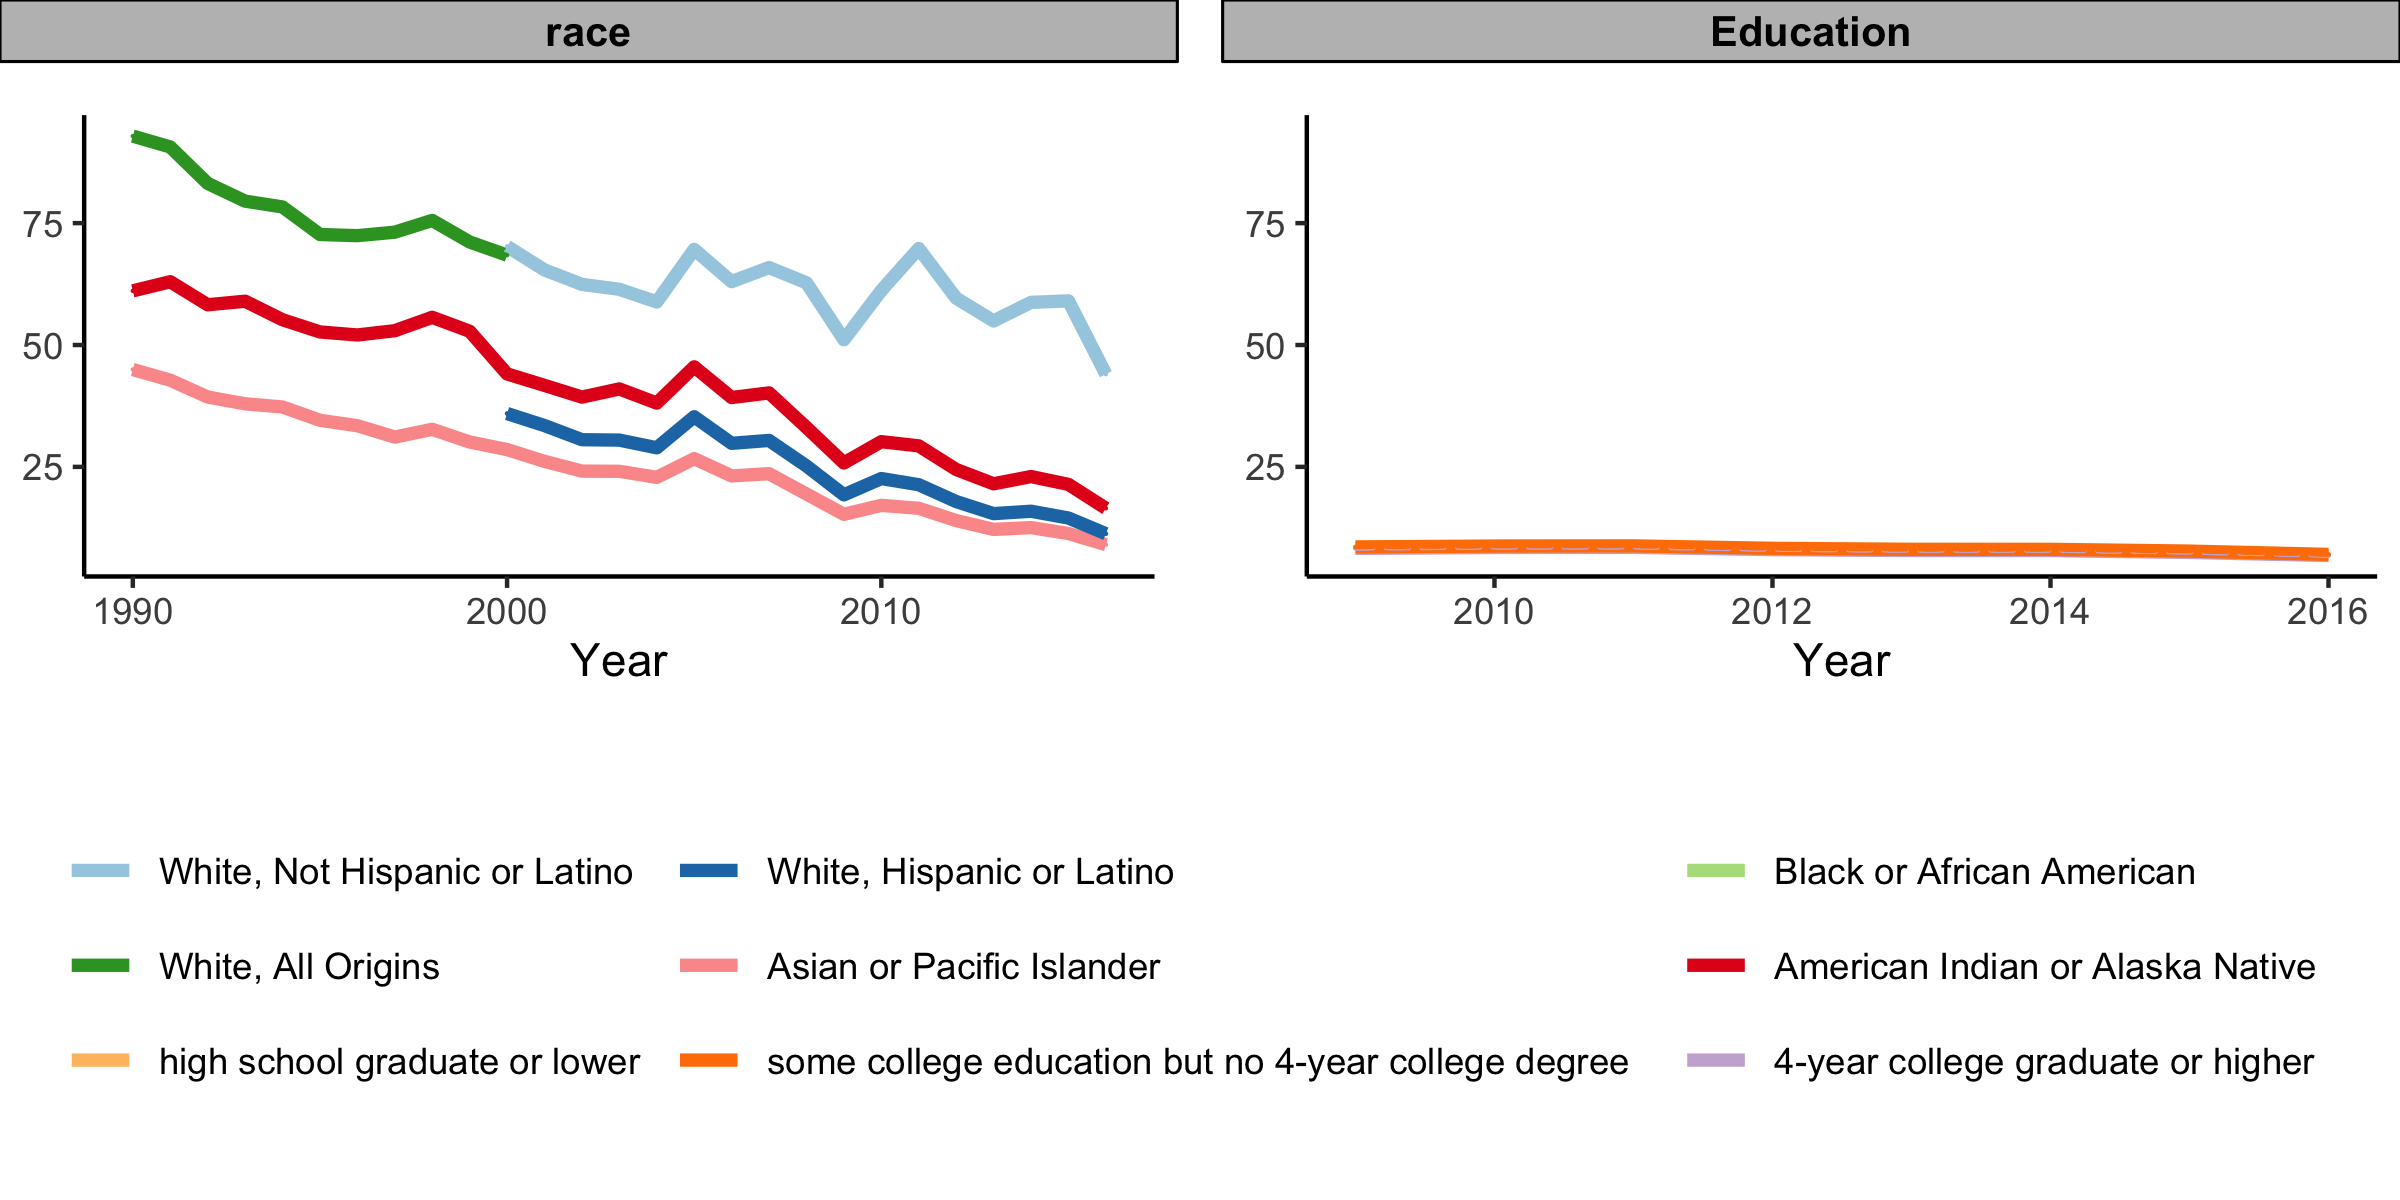 race
Education
75
50
25
1990 2000 2010
Year
75
50
25
2010 2012 2014 2016
Year
White, Not Hispanic or Latino
White, Hispanic or Latino
Black or African American
White, All Origins
Asian or Pacific Islander
American Indian or Alaska Native
high school graduate or lower
some college education but no 4-year college degree
4-year college graduate or higher